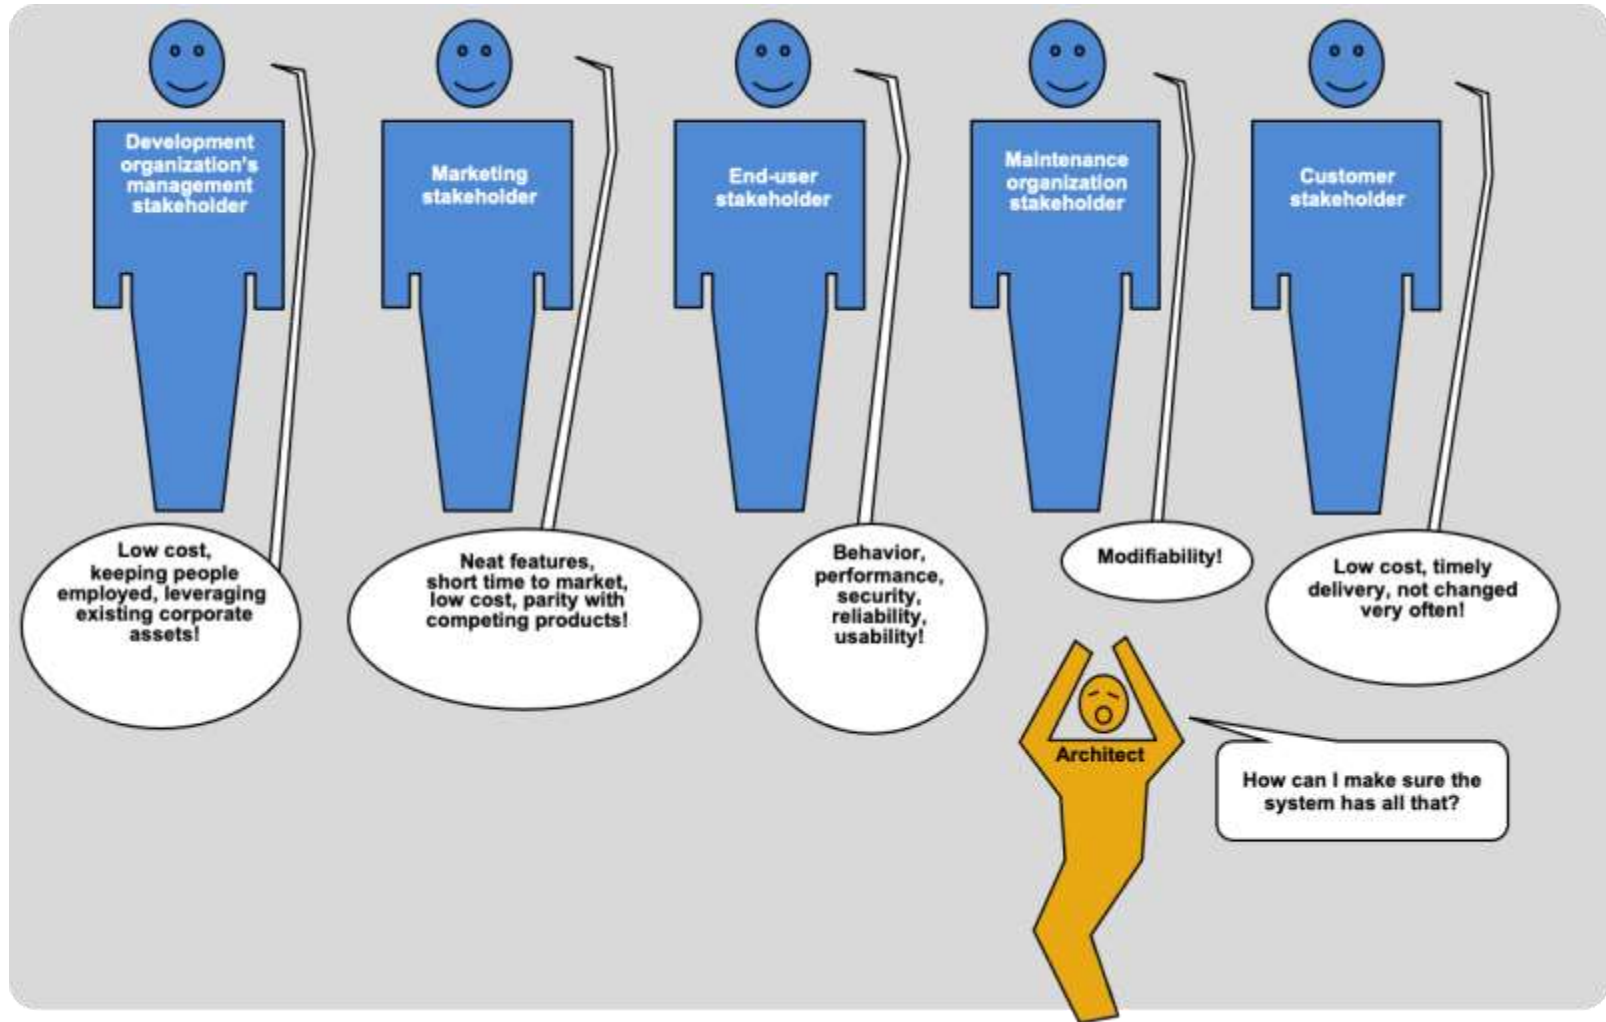 Development
organization's
management
stakeholder
Marketing
stakeholder
End-user
stakeholder
Maintenance
organization
stakeholder
Customer
stakeholder
Low cost,
keeping people
employed, leveraging
existing corporate
assets!
Neat features,
short time to market,
low cost, parity with
competing products!
Behavior,
performance,
security,
reliability,
usability!
Modifiability!
Low cost, timely
delivery, not changed
very often!
Architect
How can I make sure the
system has all that?